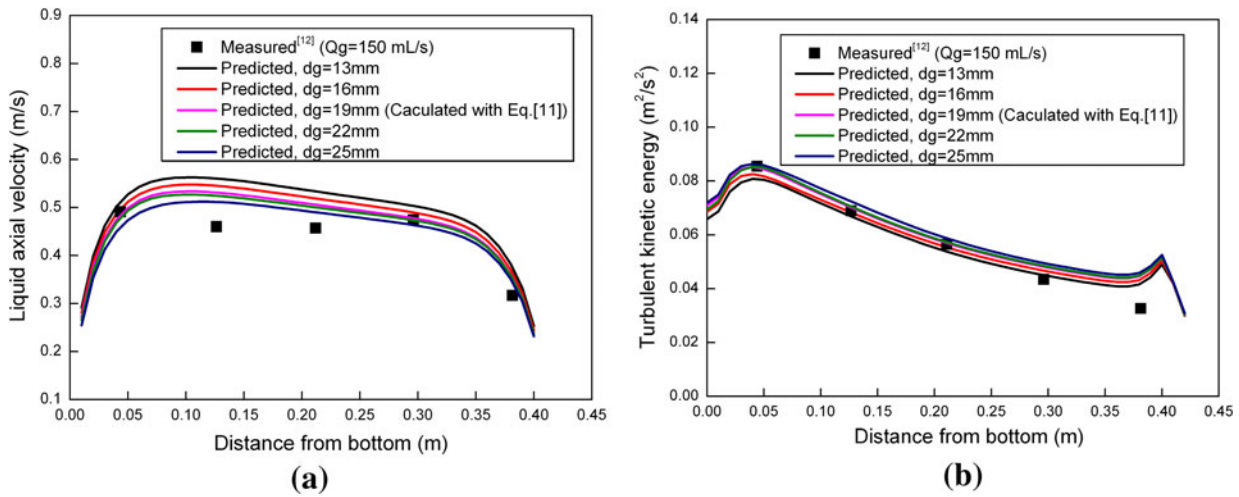 0.9
0.8
0.7
0.6
0.5
0.4
0.3
0.2
0.1
Liquid axial velocity (m/s)
Measured[12] (Qg=150 mL/s)
Predicted, dg=13mm
Predicted, dg=16mm
Predicted, dg=19mm (Caculated with Eq.[11])
Predicted, dg=22mm
Predicted, dg=25mm
0.00 0.05 0.10 0.15 0.20 0.25 0.30 0.35 0.40 0.45
Distance from bottom (m)
(a)
0.14
0.12
0.10
0.08
0.06
0.04
0.02
0.00
Turbulent kinetic energy (m²/s²)
Measured[12] (Qg=150 mL/s)
Predicted, dg=13mm
Predicted, dg=16mm
Predicted, dg=19mm (Caculated with Eq.[11])
Predicted, dg=22mm
Predicted, dg=25mm
0.00 0.05 0.10 0.15 0.20 0.25 0.30 0.35 0.40 0.45
Distance from bottom (m)
(b)